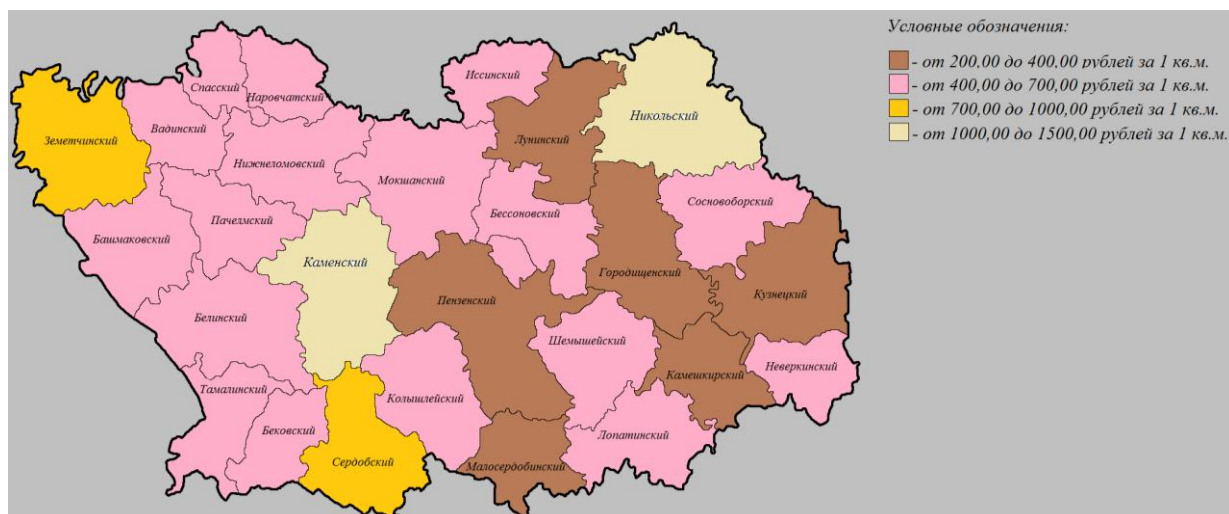 Условные обозначения:
- от 200,00 до 400,00 рублей за 1 кв.м.
- от 400,00 до 700,00 рублей за 1 кв.м.
- от 700,00 до 1000,00 рублей за 1 кв.м.
- от 1000,00 до 1500,00 рублей за 1 кв.м.
Иссинский
Спасский
Наровчатский
Никольский
Земетчинский
Вадинский
Лунинский
Нижнеломовский
Мокшанский
Сосновоборский
Бессоновский
Пачелмский
Башмаковский
Каменский
Городищенский
Кузнецкий
Пензенский
Белинский
Шемышейский
Неверкинский
Камешкирский
Тамалинский
Колышлейский
Бековский
Лопатинский
Сердобский
Малосердобинский